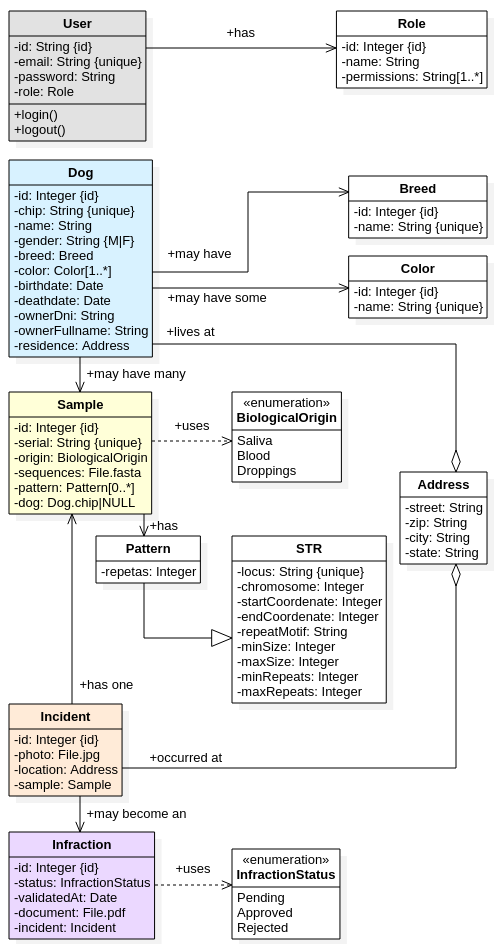 User
-id: String {id}
-email: String {unique}
-password: String
-role: Role
+login()
+logout()
+has
Role
-id: Integer {id}
-name: String
-permissions: String[1..*]
Dog
-id: Integer {id}
-chip: String {unique}
-name: String
-gender: String {M|F}
-breed: Breed
-color: Color[1..*]
-birthdate: Date
-deathdate: Date
-ownerDni: String
-ownerFullname: String
-residence: Address
+may have
Breed
-id: Integer {id}
-name: String {unique}
+may have some
Color
-id: Integer {id}
-name: String {unique}
+lives at
+may have many
Sample
-id: Integer {id}
-serial: String {unique}
-origin: BiologicalOrigin
-sequences: File.fasta
-pattern: Pattern[0..*]
-dog: Dog.chip|NULL
+uses
«enumeration»
BiologicalOrigin
Saliva
Blood
Droppings
Address
-street: String
-zip: String
-city: String
-state: String
+has
Pattern
-repetas: Integer
STR
-locus: String {unique}
-chromosome: Integer
-startCoordenate: Integer
-endCoordenate: Integer
-repeatMotif: String
-minSize: Integer
-maxSize: Integer
-minRepeats: Integer
-maxRepeats: Integer
+has one
Incident
-id: Integer {id}
-photo: File.jpg
-location: Address
-sample: Sample
+occurred at
+may become an
Infraction
-id: Integer {id}
-status: InfractionStatus
-validatedAt: Date
-document: File.pdf
-incident: Incident
+uses
«enumeration»
InfractionStatus
Pending
Approved
Rejected